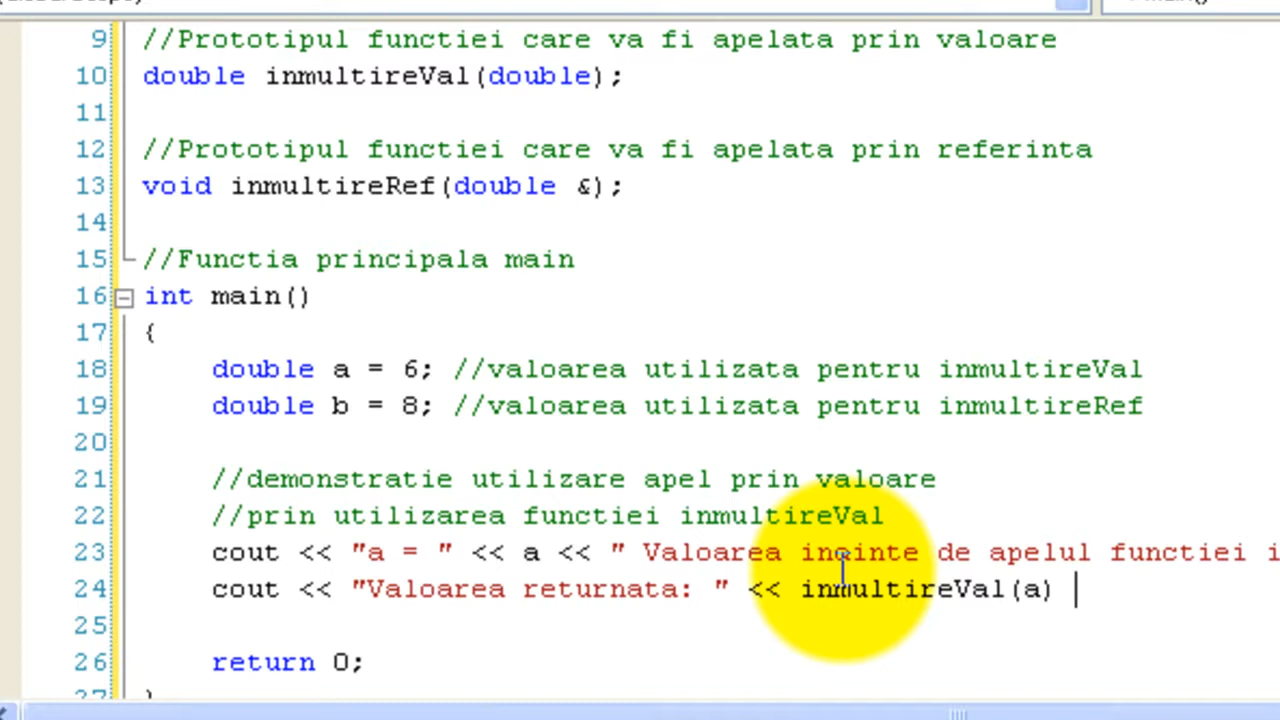 9 //Prototipul functiei care va fi apelata prin valoare
10 double inmultireVal(double);
11
12 //Prototipul functiei care va fi apelata prin referinta
13 void inmultireRef(double &);
14
15 //Functia principala main
16 int main()
17 {
18 double a = 6; //valoarea utilizata pentru inmultireVal
19 double b = 8; //valoarea utilizata pentru inmultireRef
20
21 //demonstratie utilizare apel prin valoare
22 //prin utilizarea functiei inmultireVal
23 cout << "a = " << a << " Valoarea inainte de apelul functiei i
24 cout << "Valoarea returnata: " << inmultireVal(a)
25
26 return 0;
27 }